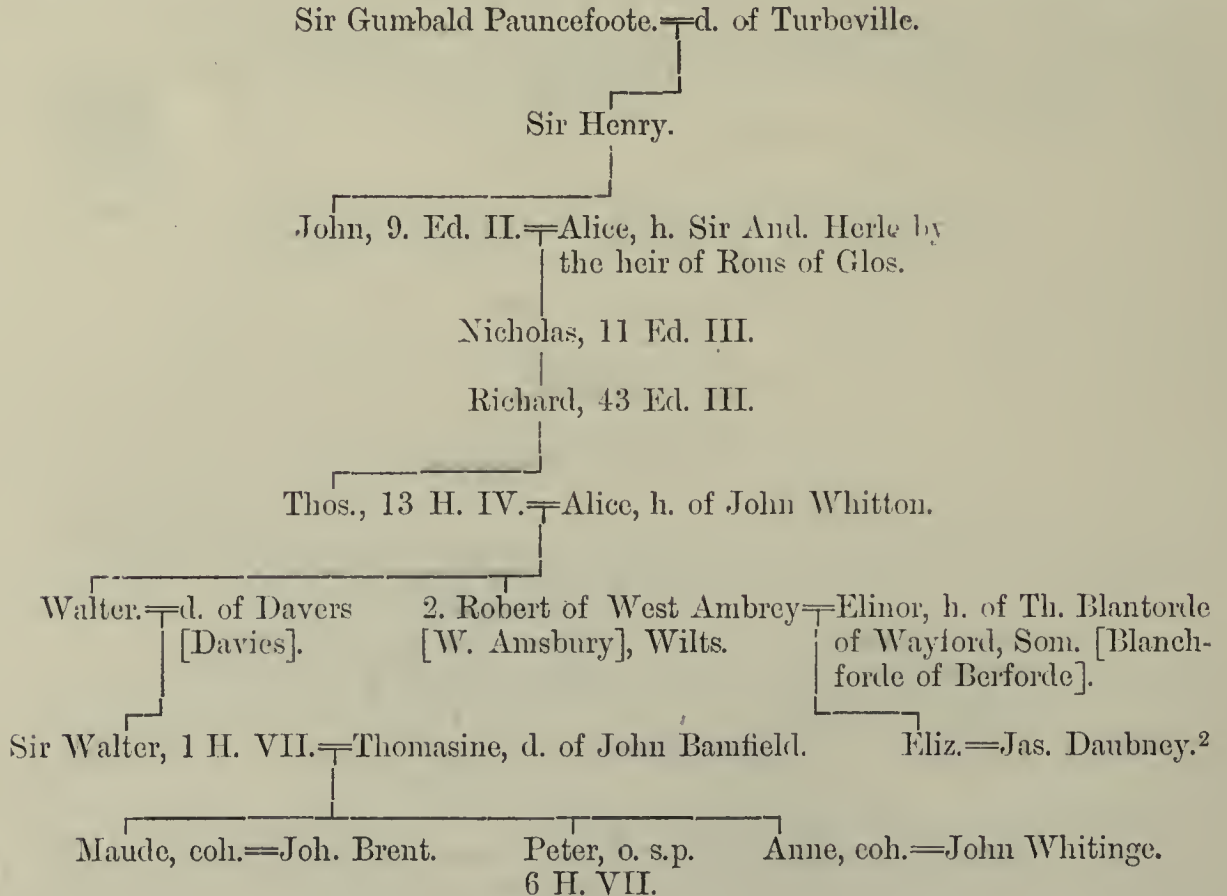 Sir Gumbald Pauncefoote.=d. of Turbeville.
Sir Henry.
John, 9. Ed. II.=Alice, h. Sir And. Herle by
the heir of Rous of Glos.
Nicholas, 11 Ed. III.
Richard, 43 Ed. III.
Thos., 13 H. IV.=Alice, h. of John Whitton.
Walter.=d. of Davers
[Davies].
2. Robert of West Ambrey=Elinor, h. of Th. Blantorde
[W. Amsbury], Wilts.
of Wayford, Som. [Blanch-
forde of Berforde].
Sir Walter, 1 H. VII.=Thomasine, d. of John Bamfield.
Eliz.=Jas. Daubney.²
Maude, coh.=Joh. Brent.
Peter, o. s.p.
6 H. VII.
Anne, coh.=John Whitinge.